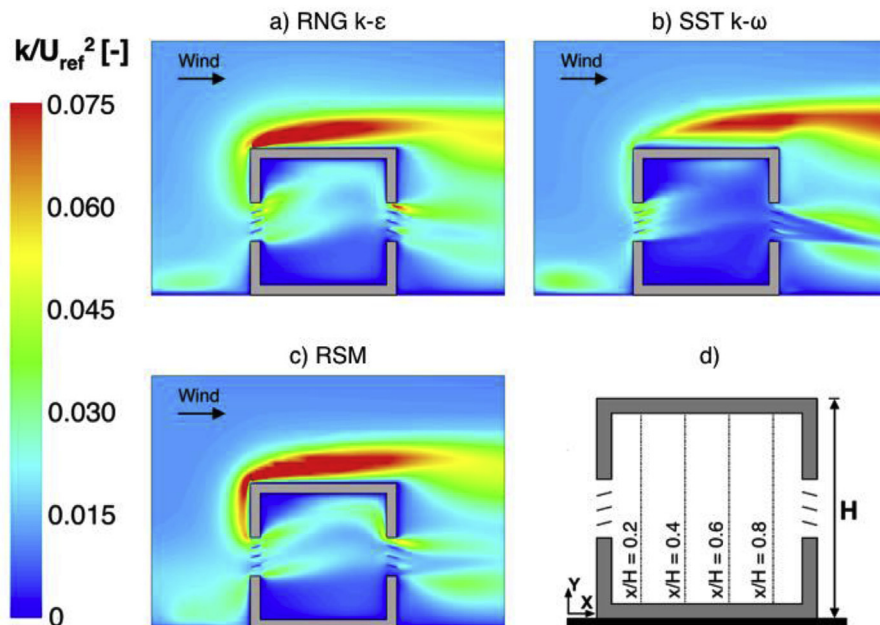 a) RNG k-ε
b) SST k-ω
k/U_ref² [-]
Wind
Wind
0.075
0.060
0.045
0.030
0.015
0
c) RSM
d)
Wind
x/H = 0.2
x/H = 0.4
x/H = 0.6
x/H = 0.8
H
Y
X